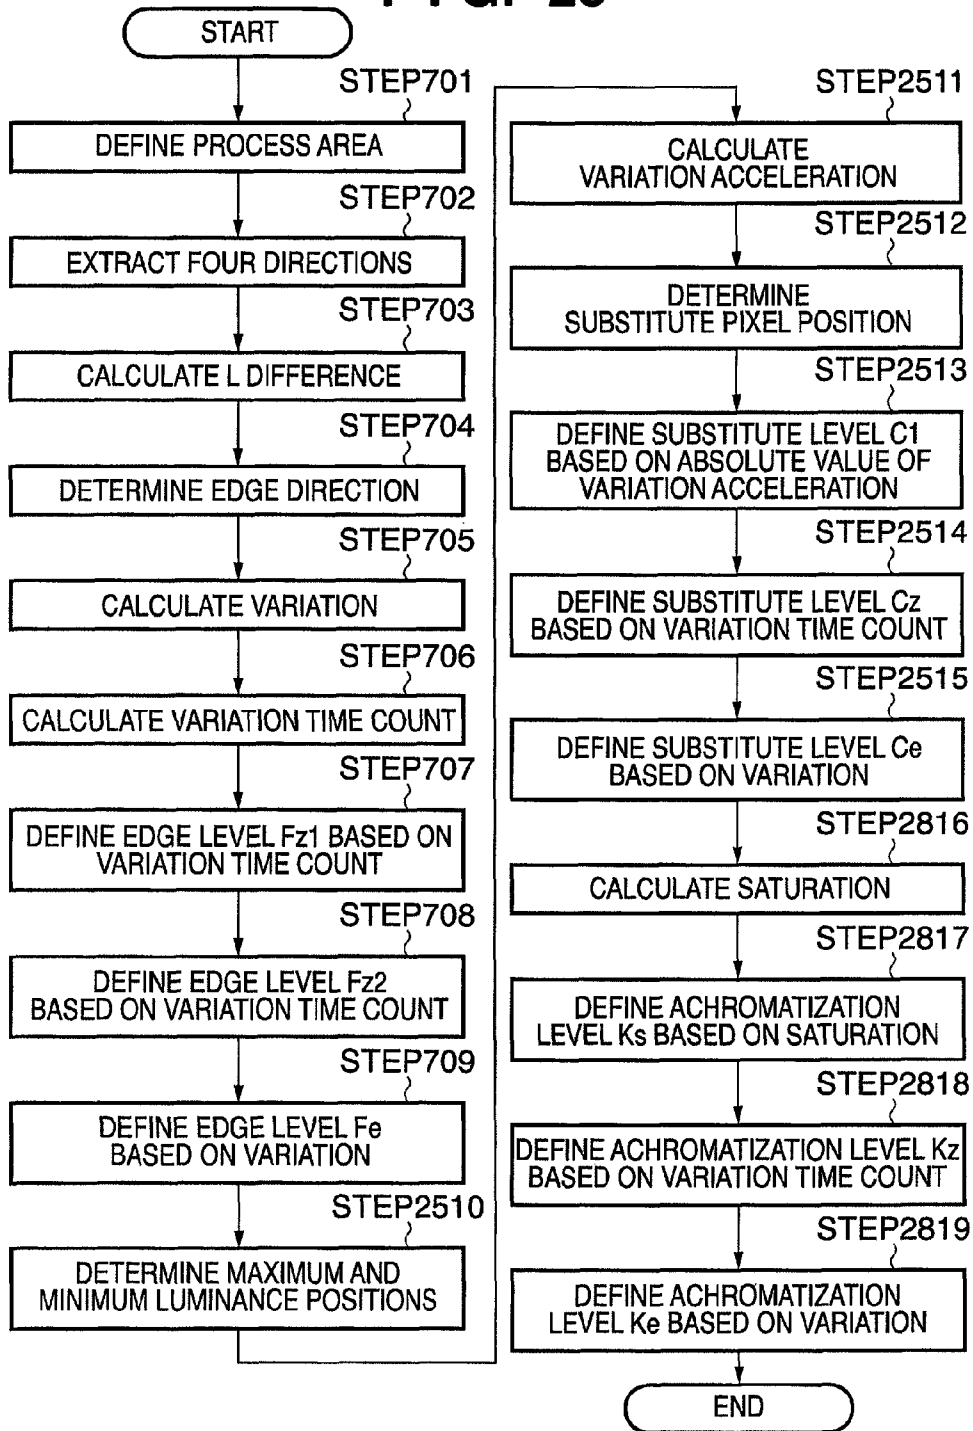 START
STEP701
DEFINE PROCESS AREA
STEP702
EXTRACT FOUR DIRECTIONS
STEP703
CALCULATE L DIFFERENCE
STEP704
DETERMINE EDGE DIRECTION
STEP705
CALCULATE VARIATION
STEP706
CALCULATE VARIATION TIME COUNT
STEP707
DEFINE EDGE LEVEL Fz1 BASED ON
VARIATION TIME COUNT
STEP708
DEFINE EDGE LEVEL Fz2
BASED ON VARIATION TIME COUNT
STEP709
DEFINE EDGE LEVEL Fe
BASED ON VARIATION
STEP2510
DETERMINE MAXIMUM AND
MINIMUM LUMINANCE POSITIONS
STEP2511
CALCULATE
VARIATION ACCELERATION
STEP2512
DETERMINE
SUBSTITUTE PIXEL POSITION
STEP2513
DEFINE SUBSTITUTE LEVEL C1
BASED ON ABSOLUTE VALUE OF
VARIATION ACCELERATION
STEP2514
DEFINE SUBSTITUTE LEVEL Cz
BASED ON VARIATION TIME COUNT
STEP2515
DEFINE SUBSTITUTE LEVEL Ce
BASED ON VARIATION
STEP2816
CALCULATE SATURATION
STEP2817
DEFINE ACHROMATIZATION
LEVEL Ks BASED ON SATURATION
STEP2818
DEFINE ACHROMATIZATION LEVEL Kz
BASED ON VARIATION TIME COUNT
STEP2819
DEFINE ACHROMATIZATION
LEVEL Ke BASED ON VARIATION
END